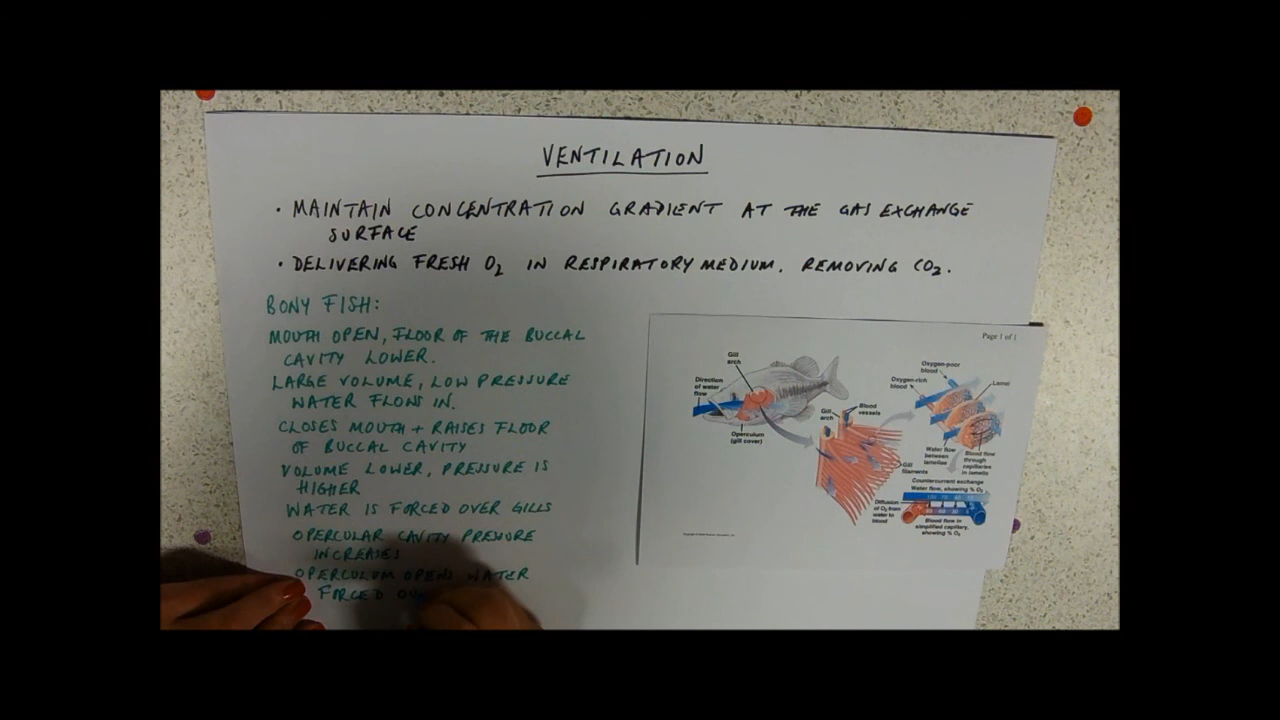 VENTILATION
· MAINTAIN CONCENTRATION GRADIENT AT THE GAS EXCHANGE
SURFACE
· DELIVERING FRESH O2 IN RESPIRATORY MEDIUM. REMOVING CO2.
BONY FISH:
MOUTH OPEN, FLOOR OF THE BUCCAL
CAVITY LOWER.
LARGE VOLUME, LOW PRESSURE
WATER FLOWS IN.
CLOSES MOUTH + RAISES FLOOR
OF BUCCAL CAVITY
VOLUME LOWER, PRESSURE IS
HIGHER
WATER IS FORCED OVER GILLS
OPERCULAR CAVITY PRESSURE
INCREASES
OPERCULUM OPENS WATER
FORCED
Page 1 of 1
Gill
arch
Direction
of water
flow
Operculum
(gill cover)
Gill
arch
Blood
vessels
Gill
filaments
Oxygen-poor
blood
Oxygen-rich
blood
Lamel
Water flow
between
lamellae
Blood flow
through
capillaries
in lamella
Countercurrent exchange
Water flow, showing % O2
100 70 40
Diffusion
of O2 from
water to
blood
Blood flow in
simplified capillary,
showing % O2